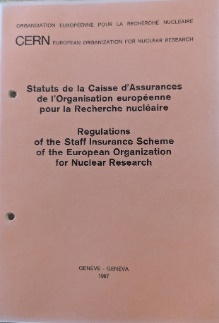 ORGANISATION EUROPÉENNE POUR LA RECHERCHE NUCLÉAIRE
CERN EUROPEAN ORGANIZATION FOR NUCLEAR RESEARCH
Statuts de la Caisse d'Assurances
de l'Organisation européenne
pour la Recherche nucléaire
Regulations
of the Staff Insurance Scheme
of the European Organization
for Nuclear Research
GENÈVE - GENEVA